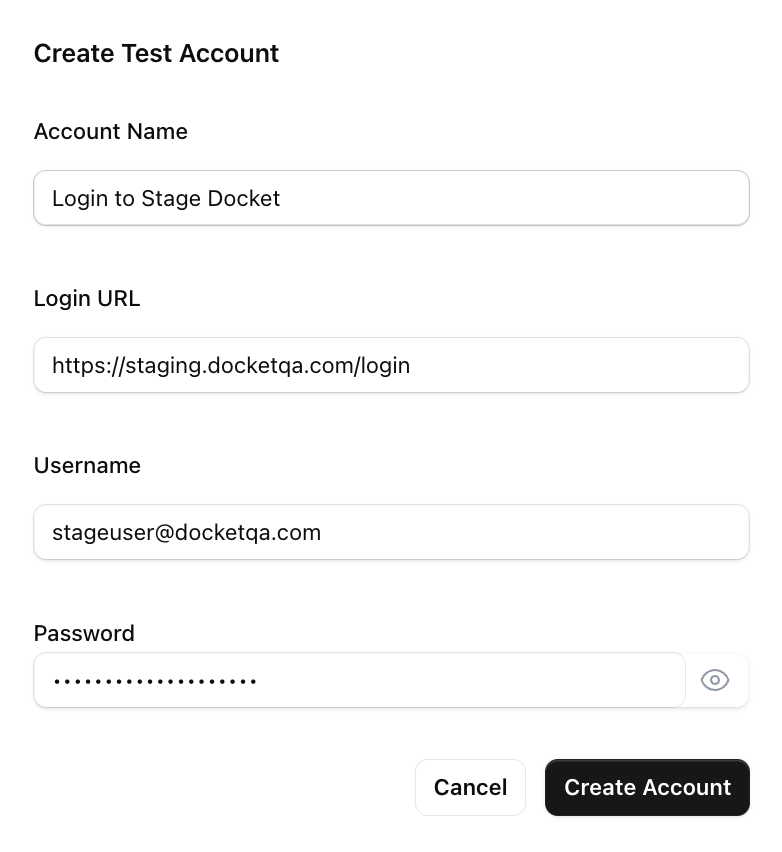 Create Test Account
Account Name
Login to Stage Docket
Login URL
https://staging.docketqa.com/login
Username
stageuser@docketqa.com
Password
••••••••••••••••••••
Cancel
Create Account